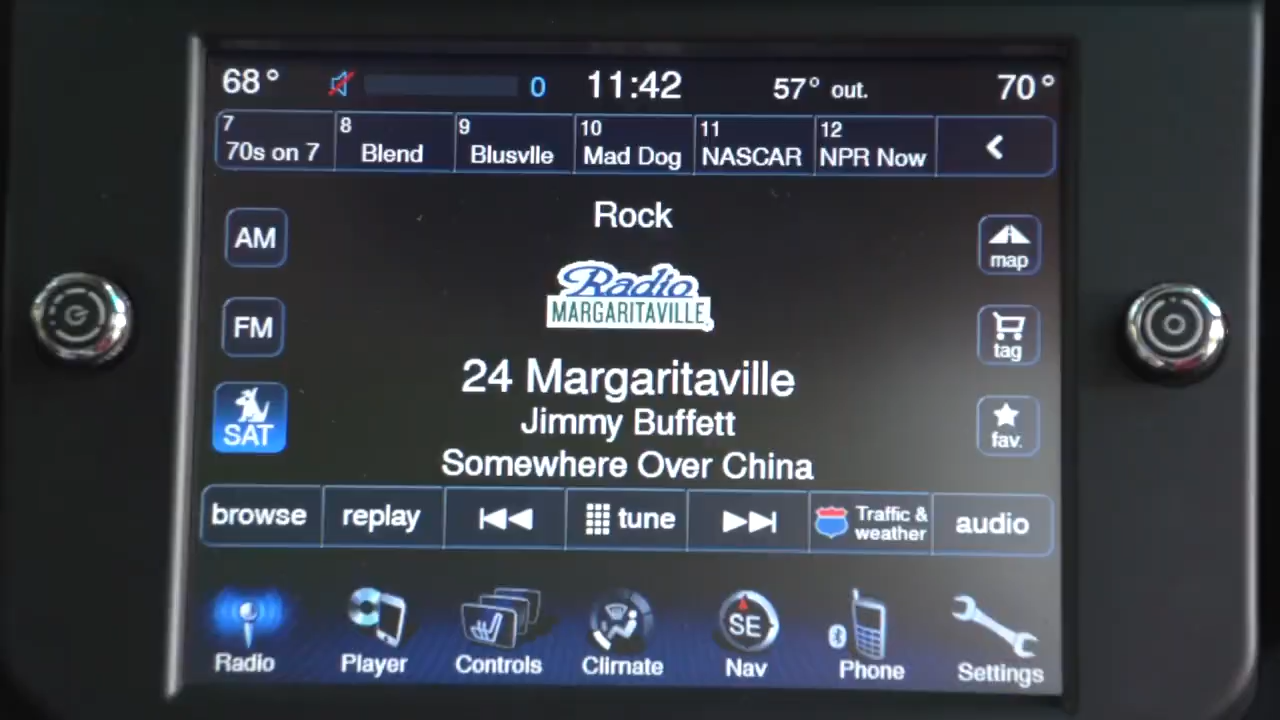 68° 0 11:42 57° out. 70°
7 8 9 10 11 12
70s on 7 Blend Blusvlle Mad Dog NASCAR NPR Now
Rock
AM
map
Radio
MARGARITAVILLE
FM
tag
24 Margaritaville
Jimmy Buffett
SAT
fav.
Somewhere Over China
browse replay tune Traffic & weather audio
SE
Radio Player Controls Climate Nav Phone Settings